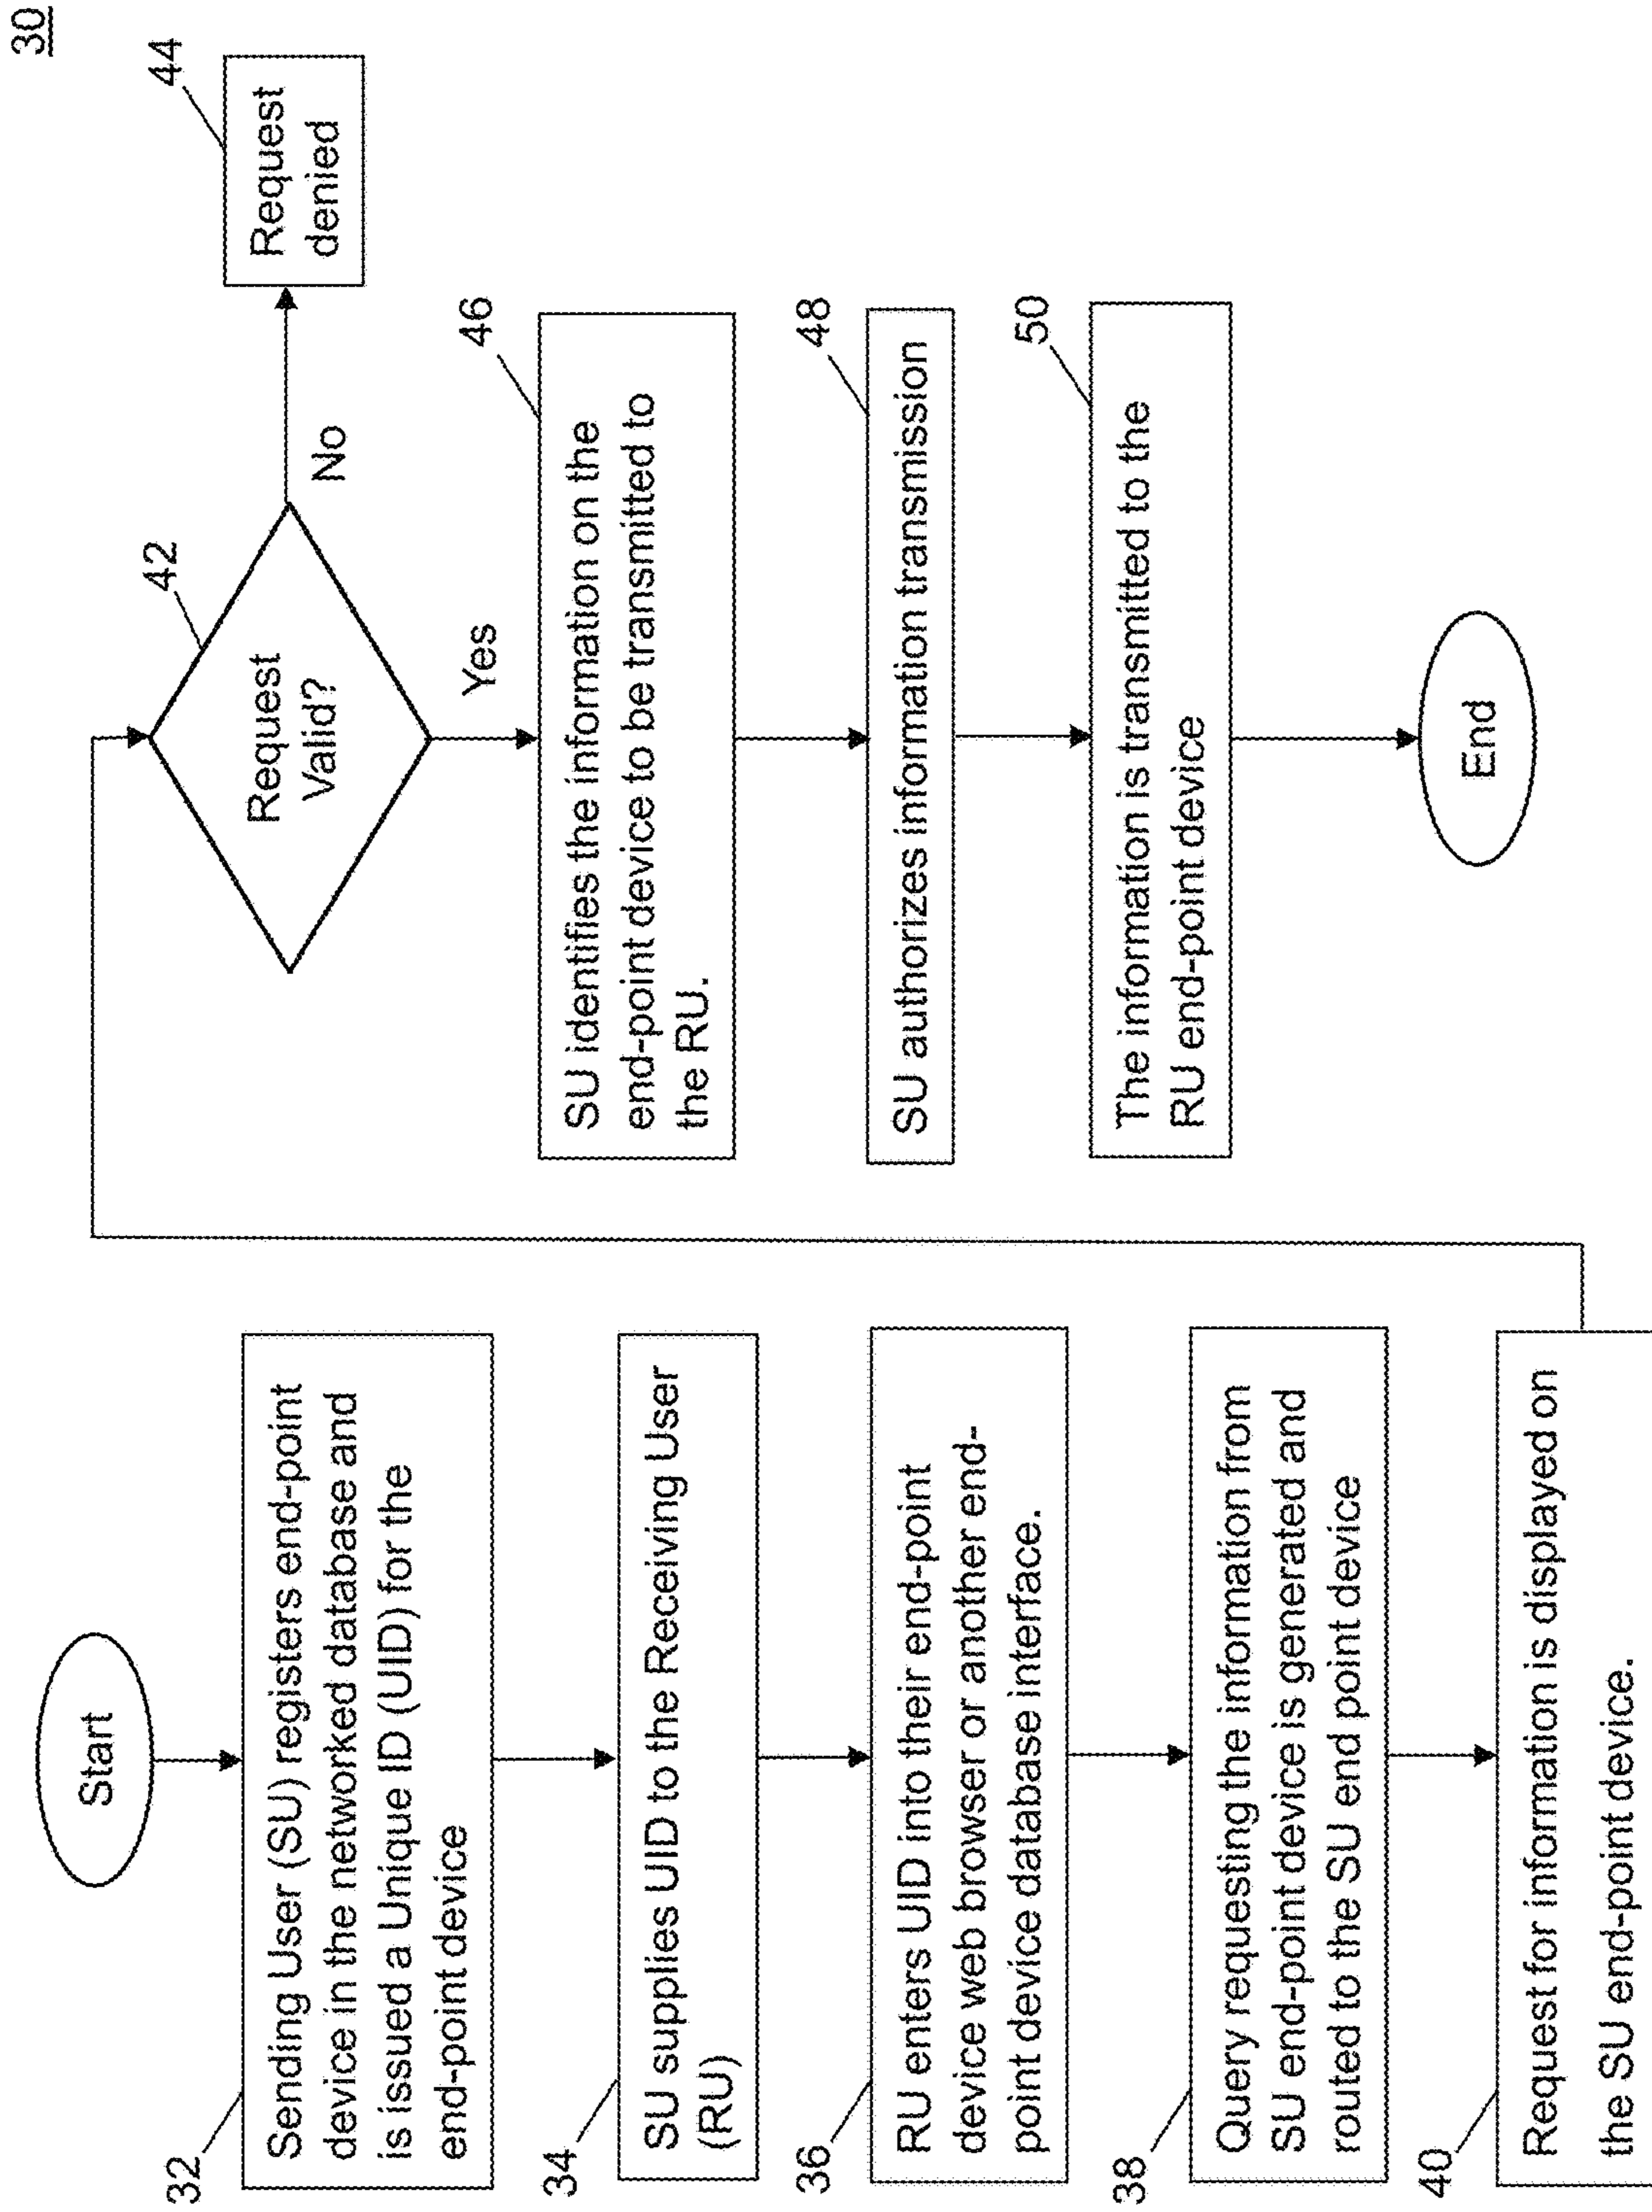 30
Start
32
Sending User (SU) registers end-point
device in the networked database and
is issued a Unique ID (UID) for the
end-point device
34
SU supplies UID to the Receiving User
(RU)
36
RU enters UID into their end-point
device web browser or another end-
point device database interface.
38
Query requesting the information from
SU end-point device is generated and
routed to the SU end point device
40
Request for information is displayed on
the SU end-point device.
42
Request
Valid?
No
44
Request
denied
Yes
46
SU identifies the information on the
end-point device to be transmitted to
the RU.
48
SU authorizes information transmission
50
The information is transmitted to the
RU end-point device
End